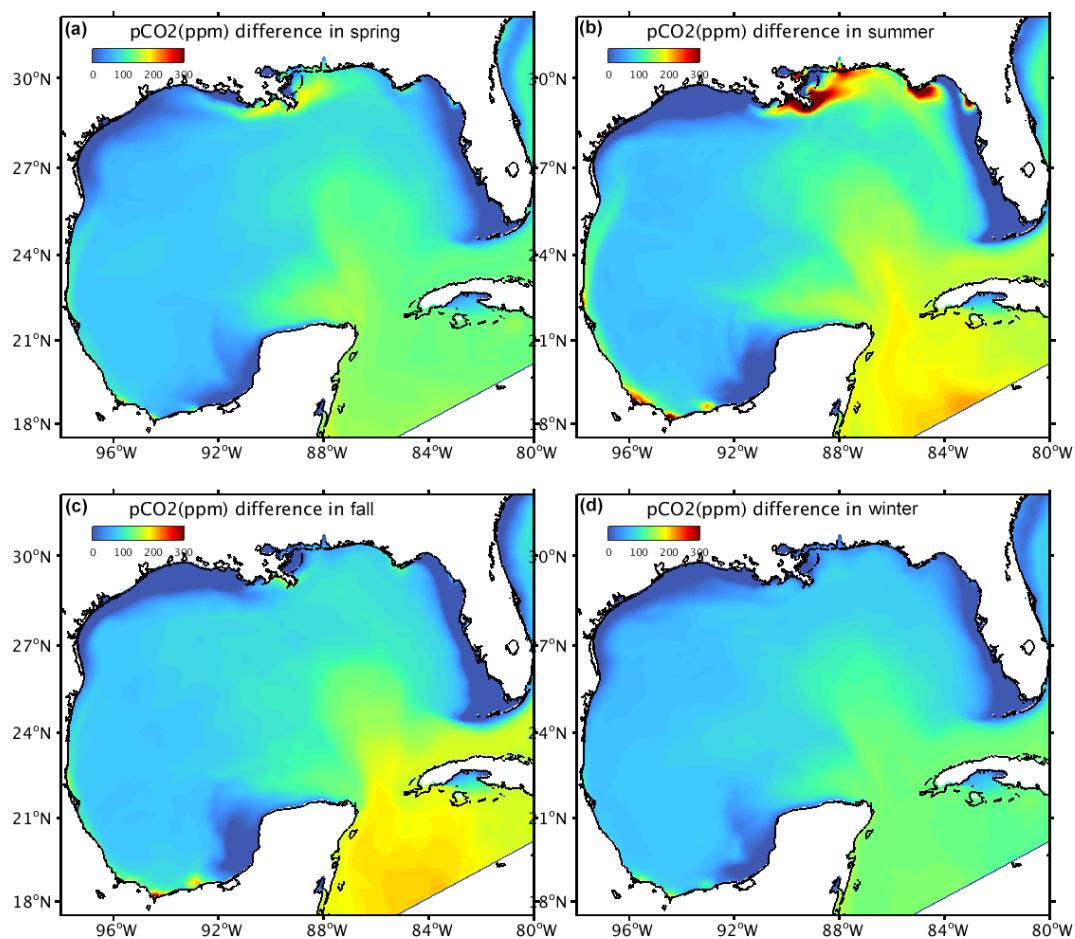 (a) pCO2(ppm) difference in spring
0 100 200 300
30°N
27°N
24°N
21°N
18°N
96°W 92°W 88°W 84°W 80°W
(b) pCO2(ppm) difference in summer
0 100 200 300
30°N
27°N
24°N
21°N
18°N
96°W 92°W 88°W 84°W 80°W
(c) pCO2(ppm) difference in fall
0 100 200 300
30°N
27°N
24°N
21°N
18°N
96°W 92°W 88°W 84°W 80°W
(d) pCO2(ppm) difference in winter
0 100 200 300
30°N
27°N
24°N
21°N
18°N
96°W 92°W 88°W 84°W 80°W